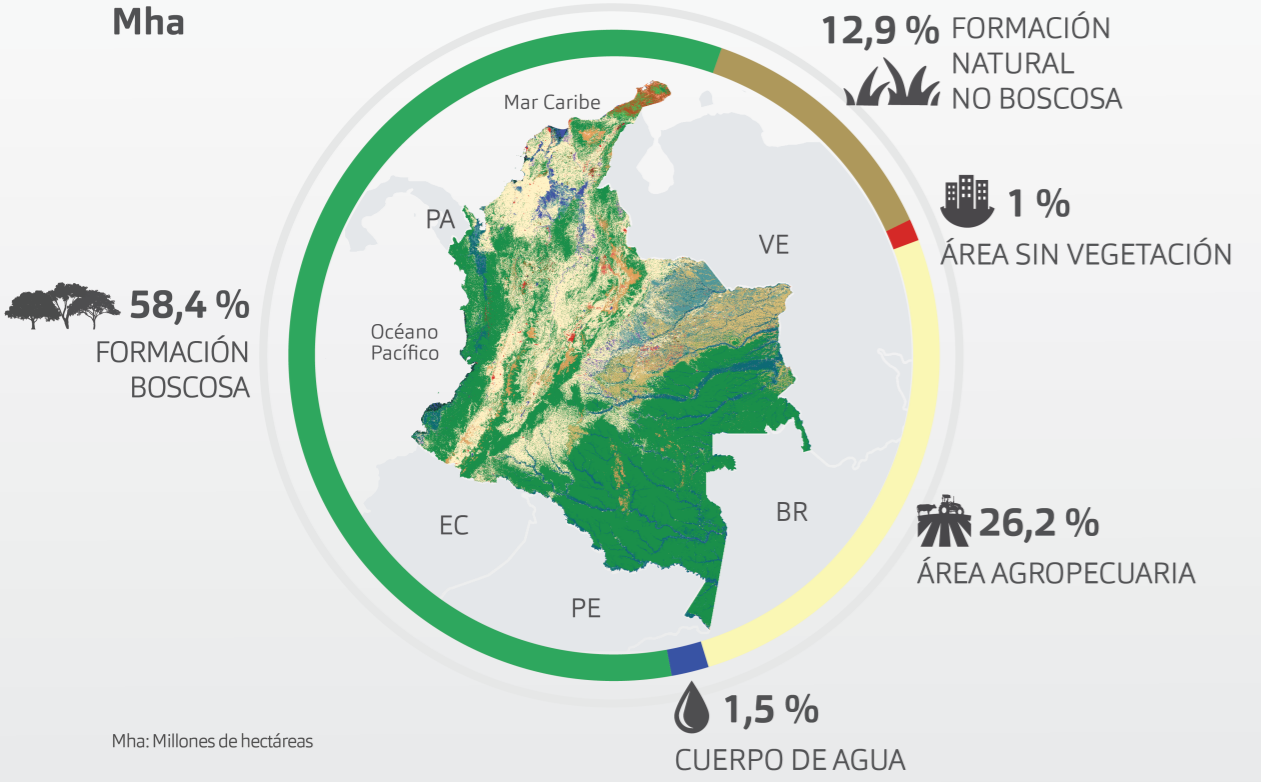 Mha
12,9 % FORMACIÓN
NATURAL
NO BOSCOSA
Mar Caribe
1 %
ÁREA SIN VEGETACIÓN
PA
VE
58,4 %
FORMACIÓN
BOSCOSA
Océano
Pacífico
EC
BR
26,2 %
ÁREA AGROPECUARIA
PE
1,5 %
CUERPO DE AGUA
Mha: Millones de hectáreas